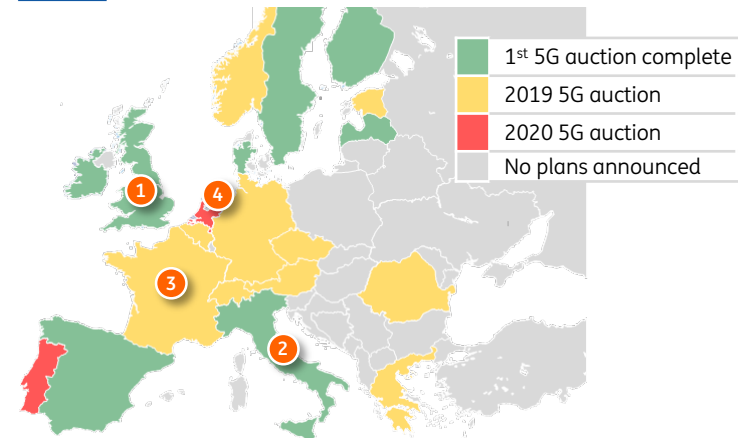 1st 5G auction complete
2019 5G auction
2020 5G auction
No plans announced
1
4
3
2